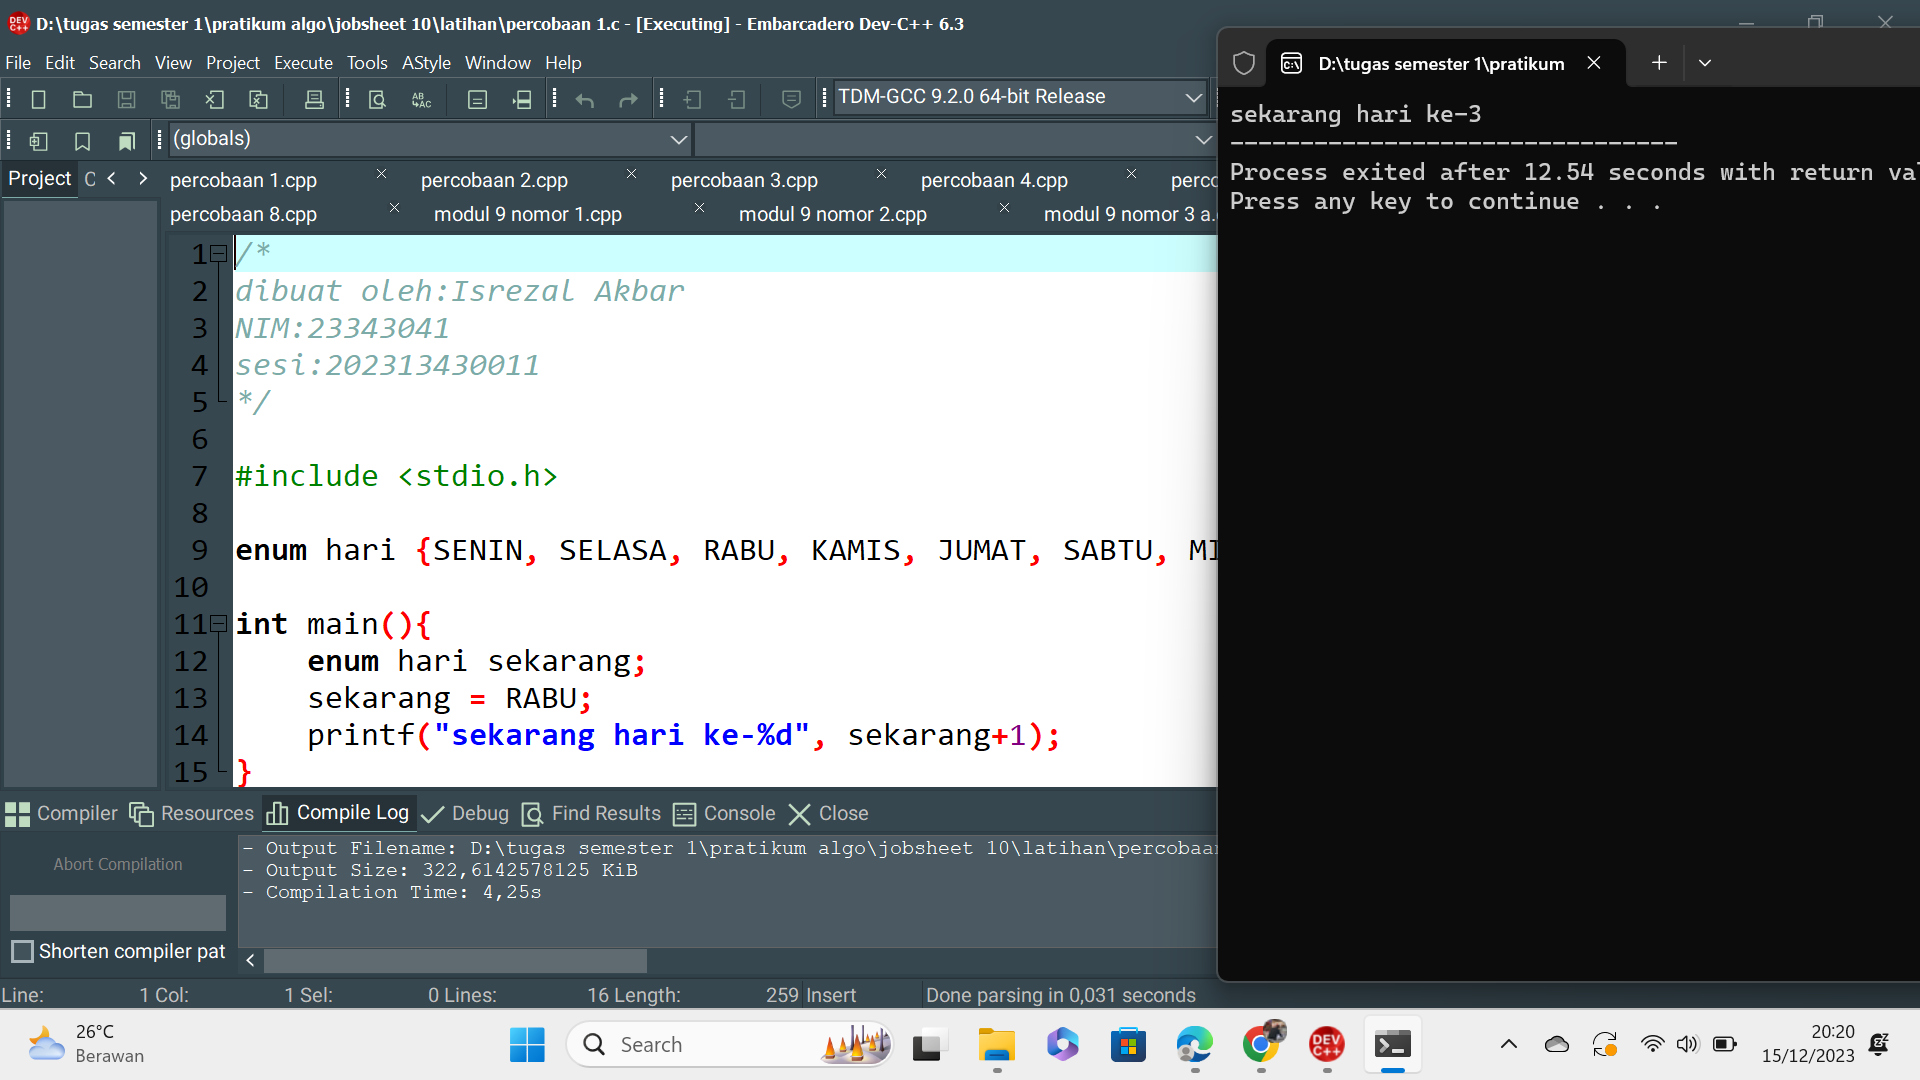 D:\tugas semester 1\pratikum algo\jobsheet 10\latihan\percobaan 1.c - [Executing] - Embarcadero Dev-C++ 6.3
File Edit Search View Project Execute Tools AStyle Window Help
TDM-GCC 9.2.0 64-bit Release
(globals)
Project
percobaan 1.cpp percobaan 2.cpp percobaan 3.cpp percobaan 4.cpp perco
percobaan 8.cpp modul 9 nomor 1.cpp modul 9 nomor 2.cpp modul 9 nomor 3 a.
1 /*
2 dibuat oleh:Isrezal Akbar
3 NIM:23343041
4 sesi:202313430011
5 */
6
7 #include <stdio.h>
8
9 enum hari {SENIN, SELASA, RABU, KAMIS, JUMAT, SABTU, MI
10
11 int main(){
12 enum hari sekarang;
13 sekarang = RABU;
14 printf("sekarang hari ke-%d", sekarang+1);
15 }
Compiler Resources Compile Log Debug Find Results Console Close
Abort Compilation
Shorten compiler pat
- Output Filename: D:\tugas semester 1\pratikum algo\jobsheet 10\latihan\percobaan
- Output Size: 322,6142578125 KiB
- Compilation Time: 4,25s
Line: 1 Col: 1 Sel: 0 Lines: 16 Length: 259 Insert Done parsing in 0,031 seconds
D:\tugas semester 1\pratikum
sekarang hari ke-3
--------------------------------
Process exited after 12.54 seconds with return val
Press any key to continue . . .
26°C
Berawan
Search
DEV C++
20:20
15/12/2023